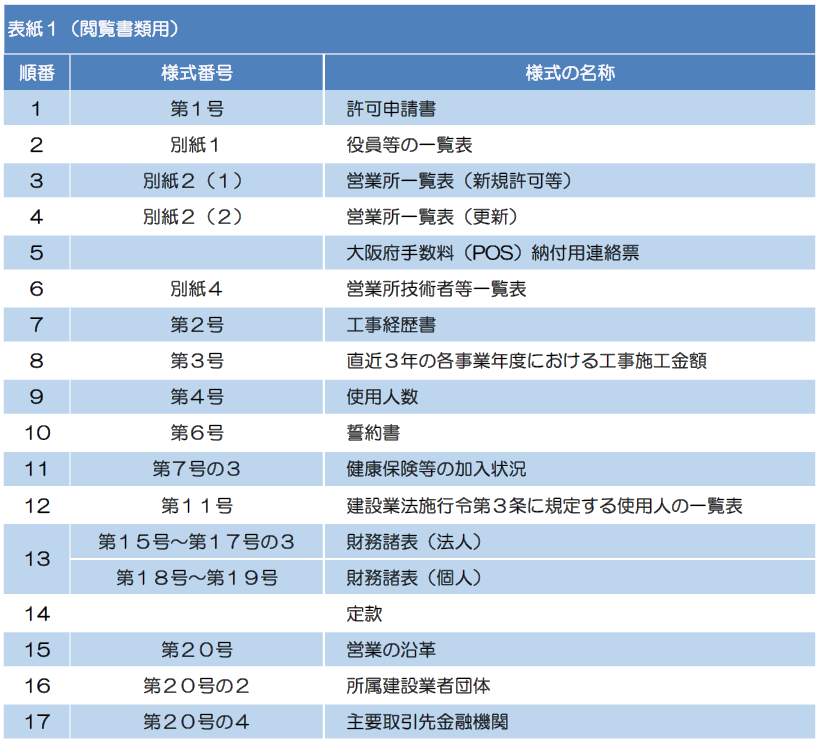 表紙１（閲覧書類用）
順番 様式番号 様式の名称
1 第１号 許可申請書
2 別紙１ 役員等の一覧表
3 別紙２（１） 営業所一覧表（新規許可等）
4 別紙２（２） 営業所一覧表（更新）
5 大阪府手数料（POS）納付用連絡票
6 別紙４ 営業所技術者等一覧表
7 第２号 工事経歴書
8 第３号 直近３年の各事業年度における工事施工金額
9 第４号 使用人数
10 第６号 誓約書
11 第７号の３ 健康保険等の加入状況
12 第１１号 建設業法施行令第３条に規定する使用人の一覧表
13 第１５号～第１７号の３ 財務諸表（法人）
第１８号～第１９号 財務諸表（個人）
14 定款
15 第２０号 営業の沿革
16 第２０号の２ 所属建設業者団体
17 第２０号の４ 主要取引先金融機関